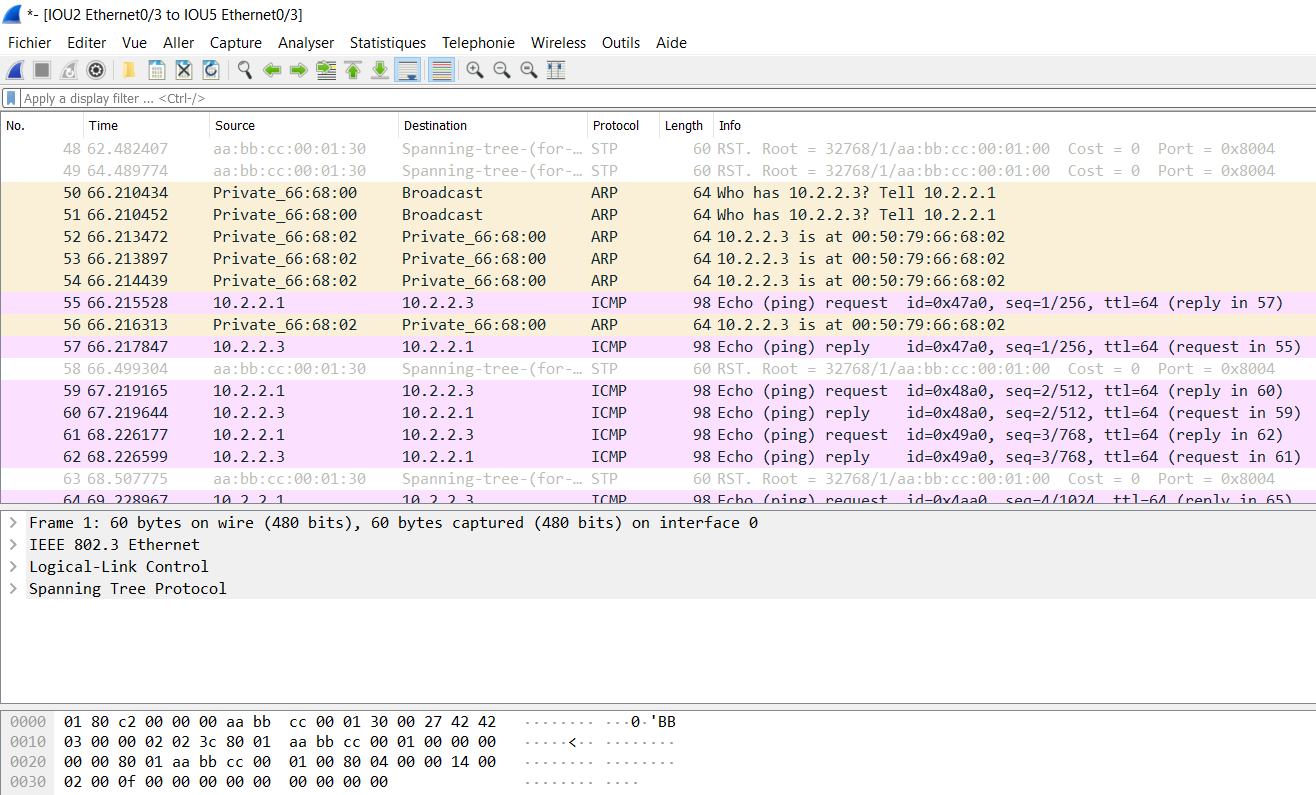 *- [IOU2 Ethernet0/3 to IOU5 Ethernet0/3]
Fichier Editer Vue Aller Capture Analyser Statistiques Telephonie Wireless Outils Aide
Apply a display filter ... <Ctrl-/>
No. Time Source Destination Protocol Length Info
48 62.482407 aa:bb:cc:00:01:30 Spanning-tree-(for-… STP 60 RST. Root = 32768/1/aa:bb:cc:00:01:00 Cost = 0 Port = 0x8004
49 64.489774 aa:bb:cc:00:01:30 Spanning-tree-(for-… STP 60 RST. Root = 32768/1/aa:bb:cc:00:01:00 Cost = 0 Port = 0x8004
50 66.210434 Private_66:68:00 Broadcast ARP 64 Who has 10.2.2.3? Tell 10.2.2.1
51 66.210452 Private_66:68:00 Broadcast ARP 64 Who has 10.2.2.3? Tell 10.2.2.1
52 66.213472 Private_66:68:02 Private_66:68:00 ARP 64 10.2.2.3 is at 00:50:79:66:68:02
53 66.213897 Private_66:68:02 Private_66:68:00 ARP 64 10.2.2.3 is at 00:50:79:66:68:02
54 66.214439 Private_66:68:02 Private_66:68:00 ARP 64 10.2.2.3 is at 00:50:79:66:68:02
55 66.215528 10.2.2.1 10.2.2.3 ICMP 98 Echo (ping) request id=0x47a0, seq=1/256, ttl=64 (reply in 57)
56 66.216313 Private_66:68:02 Private_66:68:00 ARP 64 10.2.2.3 is at 00:50:79:66:68:02
57 66.217847 10.2.2.3 10.2.2.1 ICMP 98 Echo (ping) reply id=0x47a0, seq=1/256, ttl=64 (request in 55)
58 66.499304 aa:bb:cc:00:01:30 Spanning-tree-(for-… STP 60 RST. Root = 32768/1/aa:bb:cc:00:01:00 Cost = 0 Port = 0x8004
59 67.219165 10.2.2.1 10.2.2.3 ICMP 98 Echo (ping) request id=0x48a0, seq=2/512, ttl=64 (reply in 60)
60 67.219644 10.2.2.3 10.2.2.1 ICMP 98 Echo (ping) reply id=0x48a0, seq=2/512, ttl=64 (request in 59)
61 68.226177 10.2.2.1 10.2.2.3 ICMP 98 Echo (ping) request id=0x49a0, seq=3/768, ttl=64 (reply in 62)
62 68.226599 10.2.2.3 10.2.2.1 ICMP 98 Echo (ping) reply id=0x49a0, seq=3/768, ttl=64 (request in 61)
63 68.507775 aa:bb:cc:00:01:30 Spanning-tree-(for-… STP 60 RST. Root = 32768/1/aa:bb:cc:00:01:00 Cost = 0 Port = 0x8004
64 69.228967 10.2.2.1 10.2.2.3 ICMP 98 Echo (ping) request id=0x4aa0, seq=4/1024, ttl=64 (reply in 65)
Frame 1: 60 bytes on wire (480 bits), 60 bytes captured (480 bits) on interface 0
IEEE 802.3 Ethernet
Logical-Link Control
Spanning Tree Protocol
0000 01 80 c2 00 00 00 aa bb cc 00 01 30 00 27 42 42 ········ ···0·'BB
0010 03 00 00 02 02 3c 80 01 aa bb cc 00 01 00 00 00 ·····<·· ········
0020 00 00 80 01 aa bb cc 00 01 00 80 04 00 00 14 00 ········ ········
0030 02 00 0f 00 00 00 00 00 00 00 00 00 ········ ····